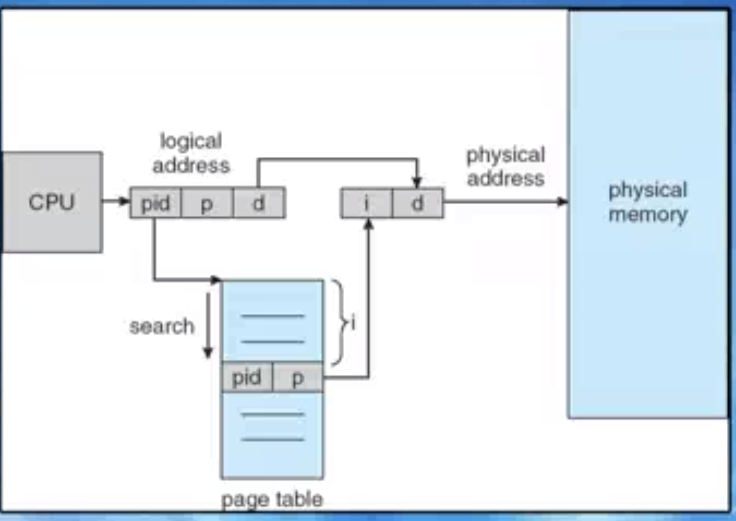 logical
address
physical
address
CPU
pid p d
i d
physical
memory
search
i
pid p
page table